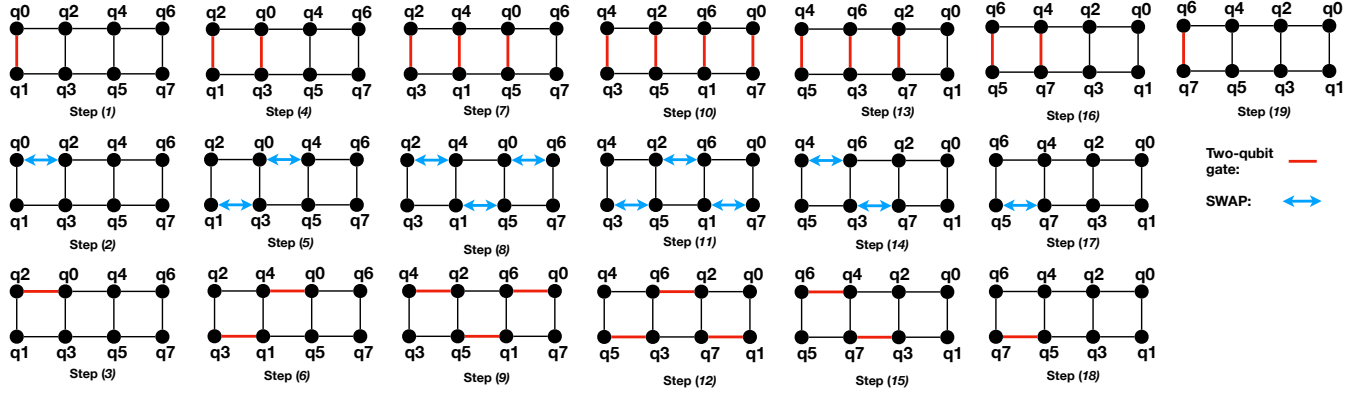 q0 q2 q4 q6
q1 q3 q5 q7
Step (1)
q2 q0 q4 q6
q1 q3 q5 q7
Step (4)
q2 q4 q0 q6
q3 q1 q5 q7
Step (7)
q4 q2 q6 q0
q3 q5 q1 q7
Step (10)
q4 q6 q2 q0
q5 q3 q7 q1
Step (13)
q6 q4 q2 q0
q5 q7 q3 q1
Step (16)
q6 q4 q2 q0
q7 q5 q3 q1
Step (19)
q0 q2 q4 q6
q1 q3 q5 q7
Step (2)
q2 q0 q4 q6
q1 q3 q5 q7
Step (5)
q2 q4 q0 q6
q3 q1 q5 q7
Step (8)
q4 q2 q6 q0
q3 q5 q1 q7
Step (11)
q4 q6 q2 q0
q5 q3 q7 q1
Step (14)
q6 q4 q2 q0
q5 q7 q3 q1
Step (17)
Two-qubit
gate:
SWAP:
q2 q0 q4 q6
q1 q3 q5 q7
Step (3)
q2 q4 q0 q6
q3 q1 q5 q7
Step (6)
q4 q2 q6 q0
q3 q5 q1 q7
Step (9)
q4 q6 q2 q0
q5 q3 q7 q1
Step (12)
q6 q4 q2 q0
q5 q7 q3 q1
Step (15)
q6 q4 q2 q0
q7 q5 q3 q1
Step (18)